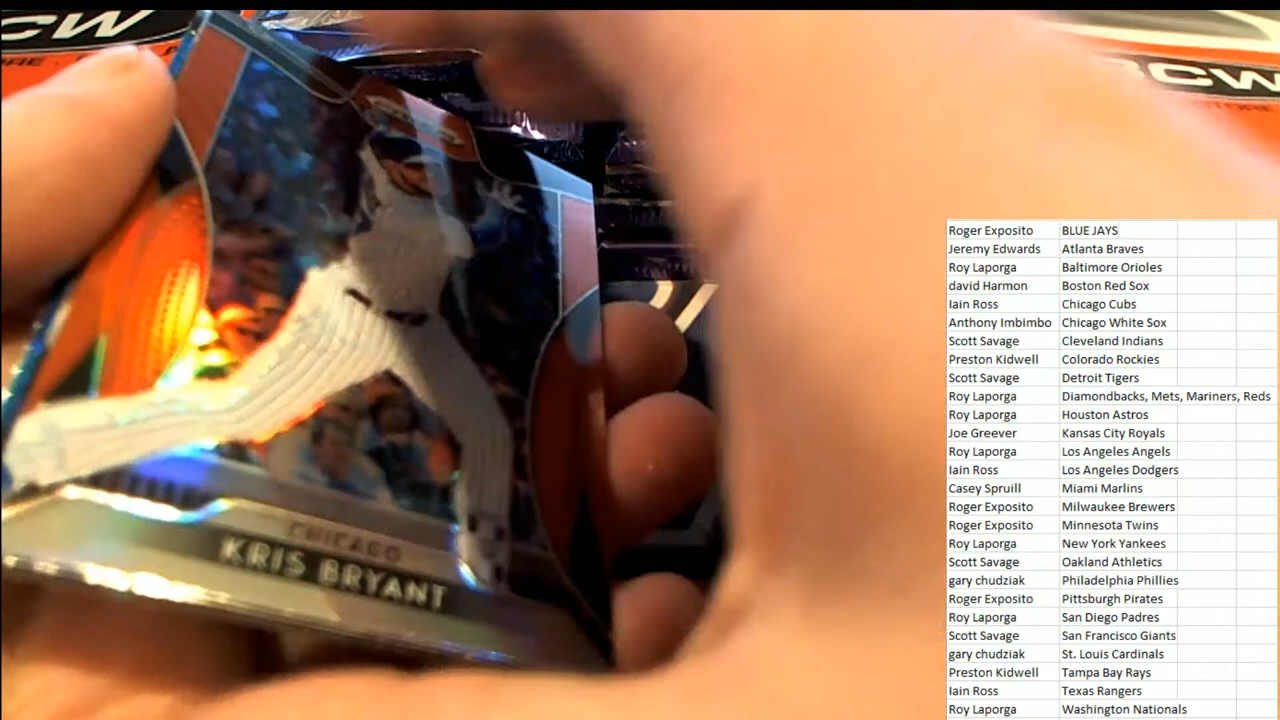 CW
BCW
CHICAGO
KRIS BRYANT
Roger Exposito BLUE JAYS
Jeremy Edwards Atlanta Braves
Roy Laporga Baltimore Orioles
david Harmon Boston Red Sox
Iain Ross Chicago Cubs
Anthony Imbimbo Chicago White Sox
Scott Savage Cleveland Indians
Preston Kidwell Colorado Rockies
Scott Savage Detroit Tigers
Roy Laporga Diamondbacks, Mets, Mariners, Reds
Roy Laporga Houston Astros
Joe Greever Kansas City Royals
Roy Laporga Los Angeles Angels
Iain Ross Los Angeles Dodgers
Casey Spruill Miami Marlins
Roger Exposito Milwaukee Brewers
Roger Exposito Minnesota Twins
Roy Laporga New York Yankees
Scott Savage Oakland Athletics
gary chudziak Philadelphia Phillies
Roger Exposito Pittsburgh Pirates
Roy Laporga San Diego Padres
Scott Savage San Francisco Giants
gary chudziak St. Louis Cardinals
Preston Kidwell Tampa Bay Rays
Iain Ross Texas Rangers
Roy Laporga Washington Nationals